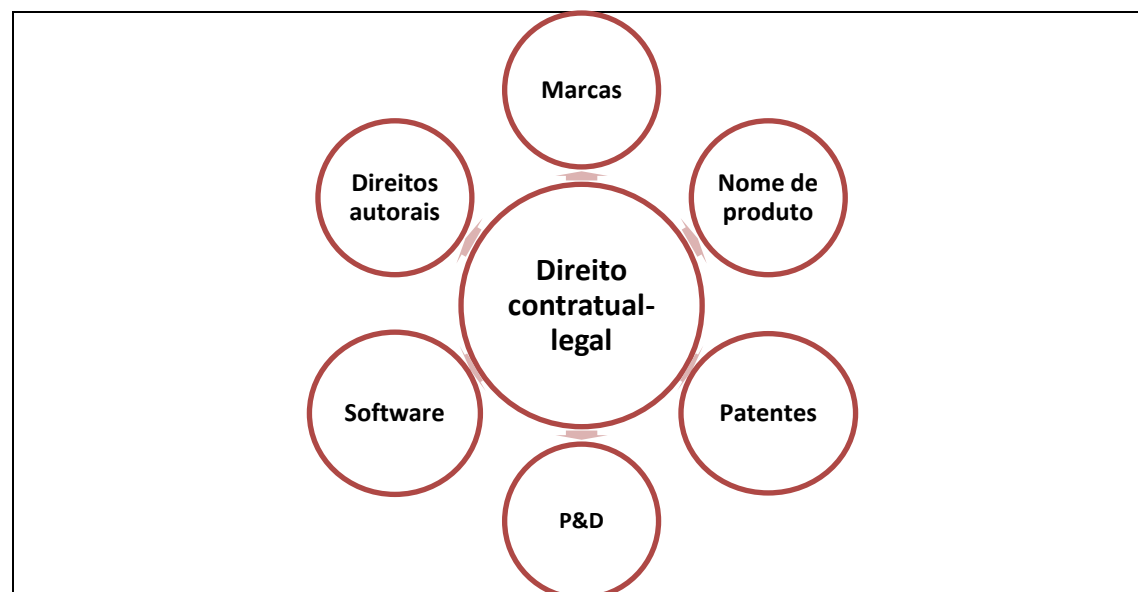 Marcas
Direitos
autorais
Nome de
produto
Direito
contratual-
legal
Software
Patentes
P&D